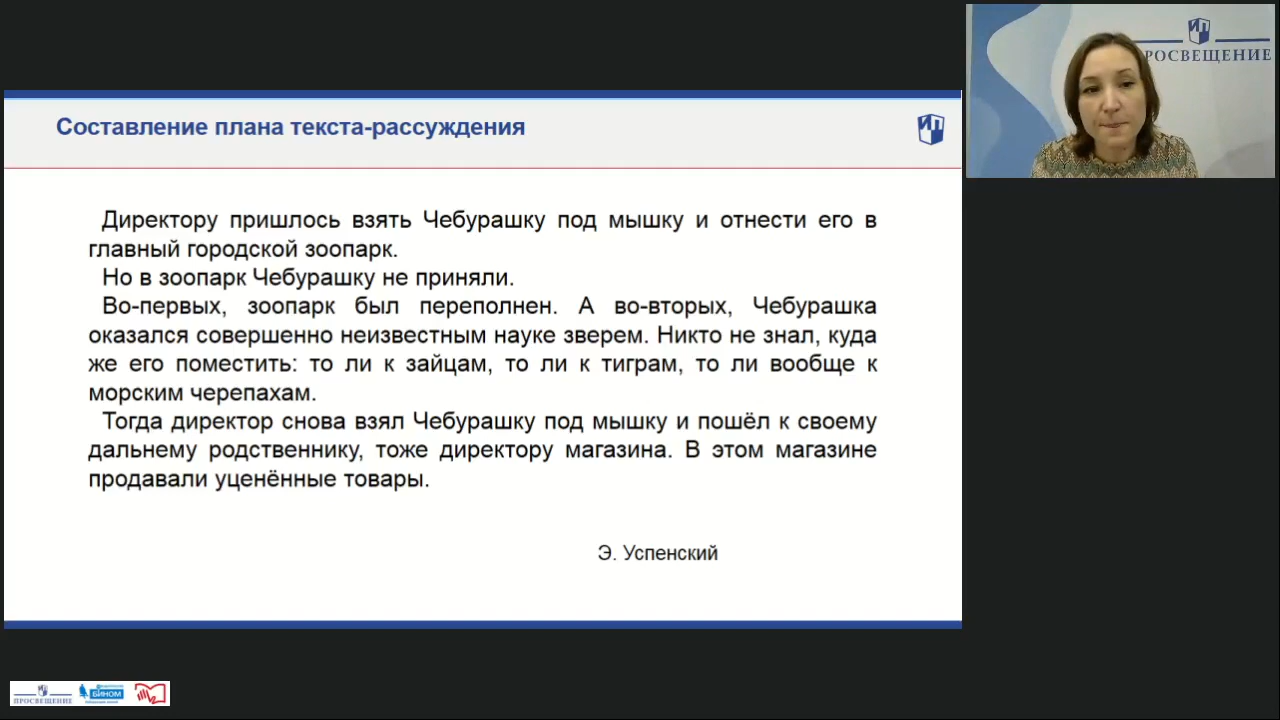 ПРОСВЕЩЕНИЕ
Составление плана текста-рассуждения
Директору пришлось взять Чебурашку под мышку и отнести его в
главный городской зоопарк.
Но в зоопарк Чебурашку не приняли.
Во-первых, зоопарк был переполнен. А во-вторых, Чебурашка
оказался совершенно неизвестным науке зверем. Никто не знал, куда
же его поместить: то ли к зайцам, то ли к тиграм, то ли вообще к
морским черепахам.
Тогда директор снова взял Чебурашку под мышку и пошёл к своему
дальнему родственнику, тоже директору магазина. В этом магазине
продавали уценённые товары.
Э. Успенский
ПРОСВЕЩЕНИЕ
БИНОМ